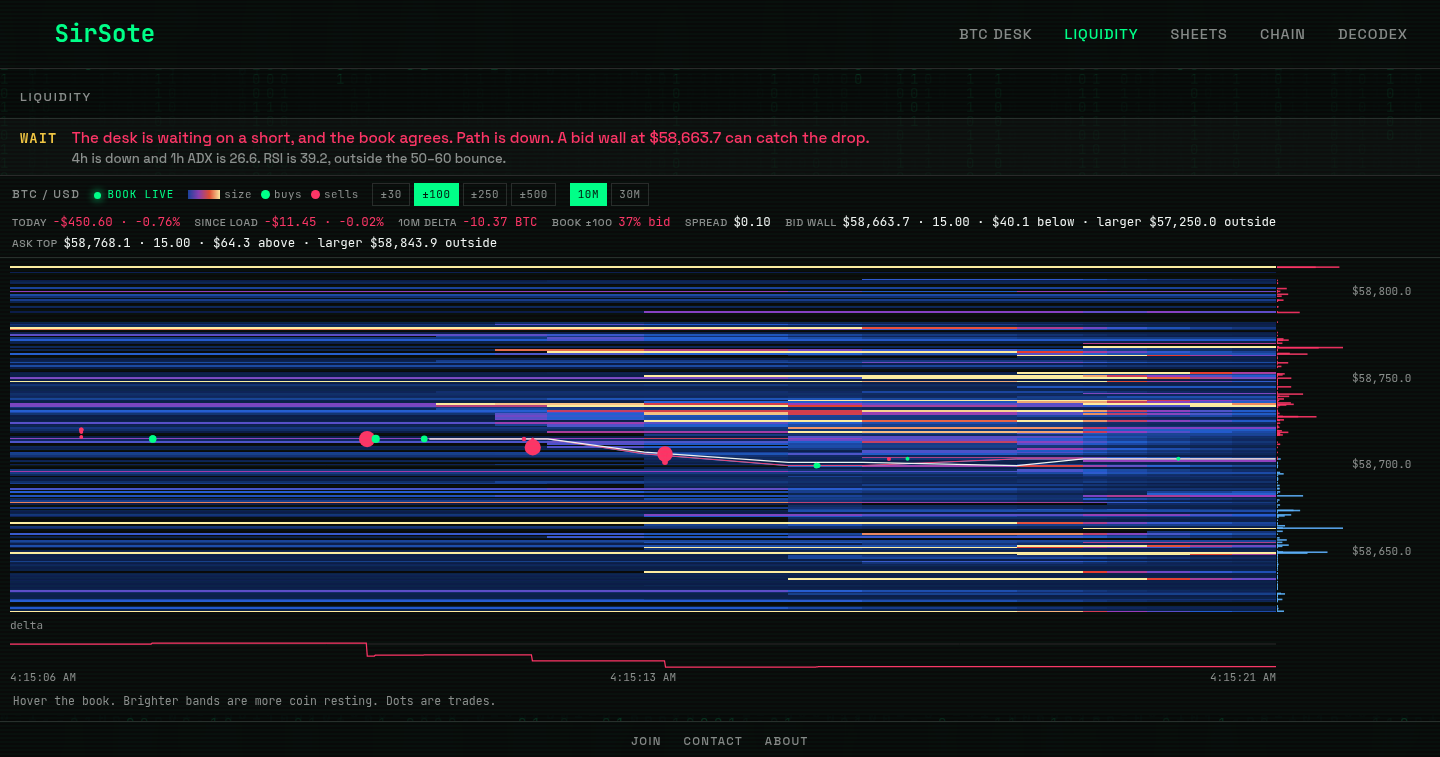 SirSote
BTC DESK LIQUIDITY SHEETS CHAIN DECODEX
LIQUIDITY
WAIT The desk is waiting on a short, and the book agrees. Path is down. A bid wall at $58,663.7 can catch the drop.
4h is down and 1h ADX is 26.6. RSI is 39.2, outside the 50–60 bounce.
BTC / USD BOOK LIVE size buys sells ±30 ±100 ±250 ±500 10M 30M
TODAY -$450.60 · -0.76% SINCE LOAD -$11.45 · -0.02% 10M DELTA -10.37 BTC BOOK ±100 37% bid SPREAD $0.10 BID WALL $58,663.7 · 15.00 · $40.1 below · larger $57,250.0 outside
ASK TOP $58,768.1 · 15.00 · $64.3 above · larger $58,843.9 outside
$58,800.0
$58,750.0
$58,700.0
$58,650.0
delta
4:15:06 AM 4:15:13 AM 4:15:21 AM
Hover the book. Brighter bands are more coin resting. Dots are trades.
JOIN CONTACT ABOUT